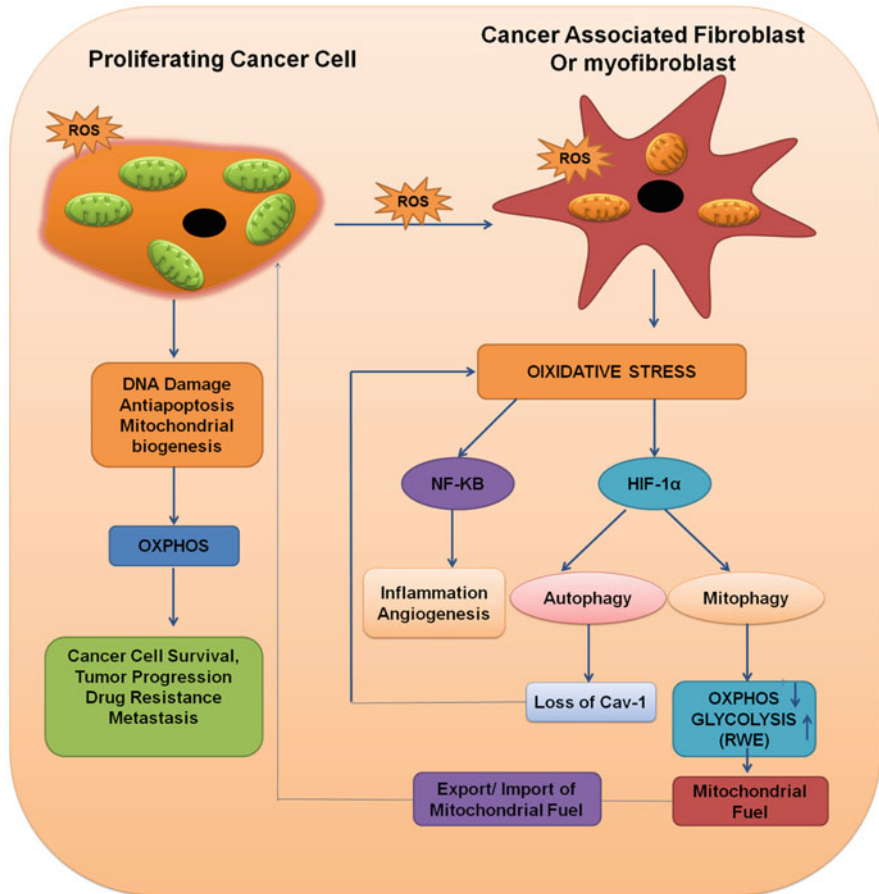 Proliferating Cancer Cell
Cancer Associated Fibroblast
Or myofibroblast
ROS
ROS
ROS
DNA Damage
Antiapoptosis
Mitochondrial
biogenesis
OXPHOS
Cancer Cell Survival,
Tumor Progression
Drug Resistance
Metastasis
OIXIDATIVE STRESS
NF-KB
HIF-1α
Inflammation
Angiogenesis
Autophagy
Mitophagy
Loss of Cav-1
OXPHOS
GLYCOLYSIS
(RWE)
Export/ Import of
Mitochondrial Fuel
Mitochondrial
Fuel